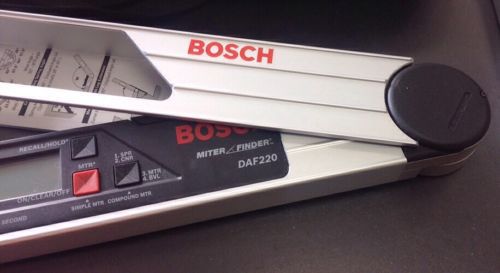 BOSCH
BOSCH
MITER FINDER
DAF220
RECALL/HOLD*
MTR*
1. SPR
2. CNR
3. MTR
4. BVL
ON/CLEAR/OFF
SIMPLE MTR
COMPOUND MTR
SECOND